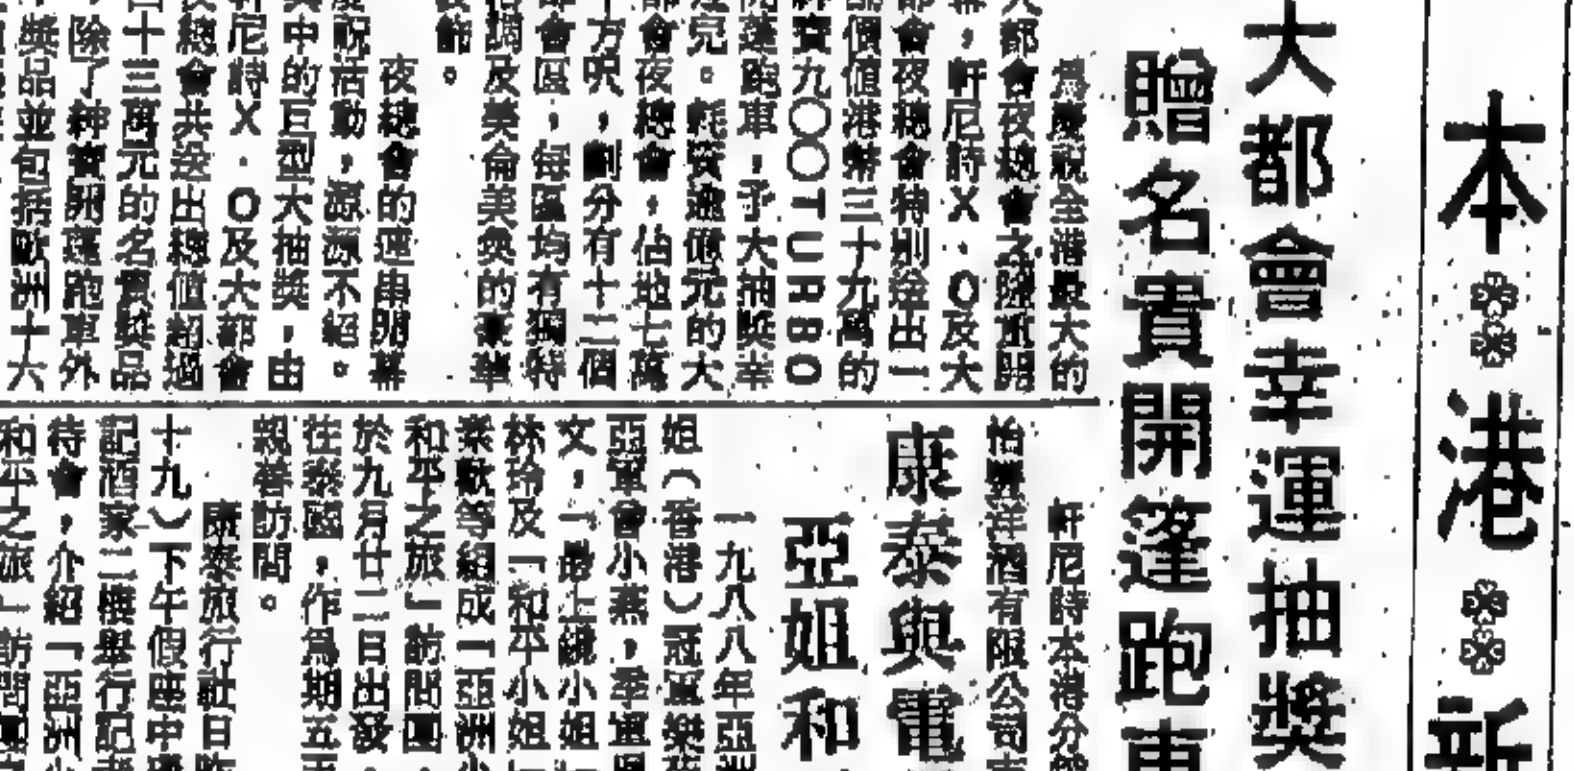 本港新
大都會幸運抽獎
贈名貴開篷跑車
為慶祝全港最大的
大都會夜總會之隆重開
幕，軒尼詩X．O及大
都會夜總會特別送出一
價值港幣三十九萬的
九〇〇TURBO
開篷跑車，予大抽獎幸
。耗資逾億元的大
都會夜總會，佔地七萬
方呎，劃分有十二個
會區，每區均有獨特
格調及美侖美奐的豪華
裝飾。
夜總會的連串開幕
慶祝活動，源源不絕。
其中的巨型大抽獎，由
軒尼詩X．O及大都會
夜總會共送出總值超過
百十三萬元的名貴獎品
，除了紳寶開篷跑車外
，獎品並包括歐洲十六
軒尼詩本港分銷
怡豐洋酒有限公司
康泰與電
亞姐和
一九八八年亞洲
姐（香港）冠軍樂
亞軍曾小燕，季軍
文，「最上鏡小姐
林玲及「和平小姐
樂歡等組成「亞洲小
和平之旅」訪問團，
於九月廿二日出發，
往泰國，作為期五天
親善訪問。
康泰旅行社日昨
十九）下午假座中
記酒家二樓舉行記者
待會，介紹「亞洲小
和平之旅」訪問團